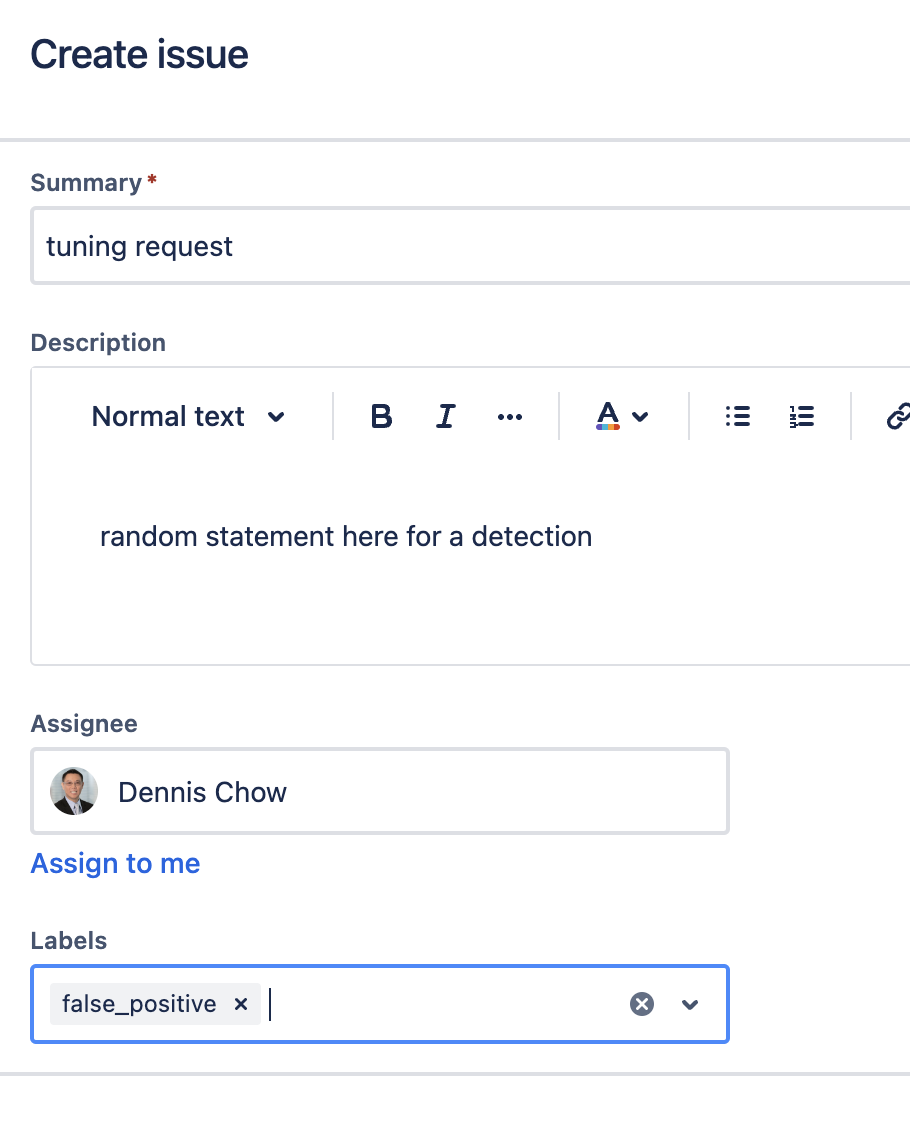 Create issue
Summary *
tuning request
Description
Normal text B I ... A
random statement here for a detection
Assignee
Dennis Chow
Assign to me
Labels
false_positive ×